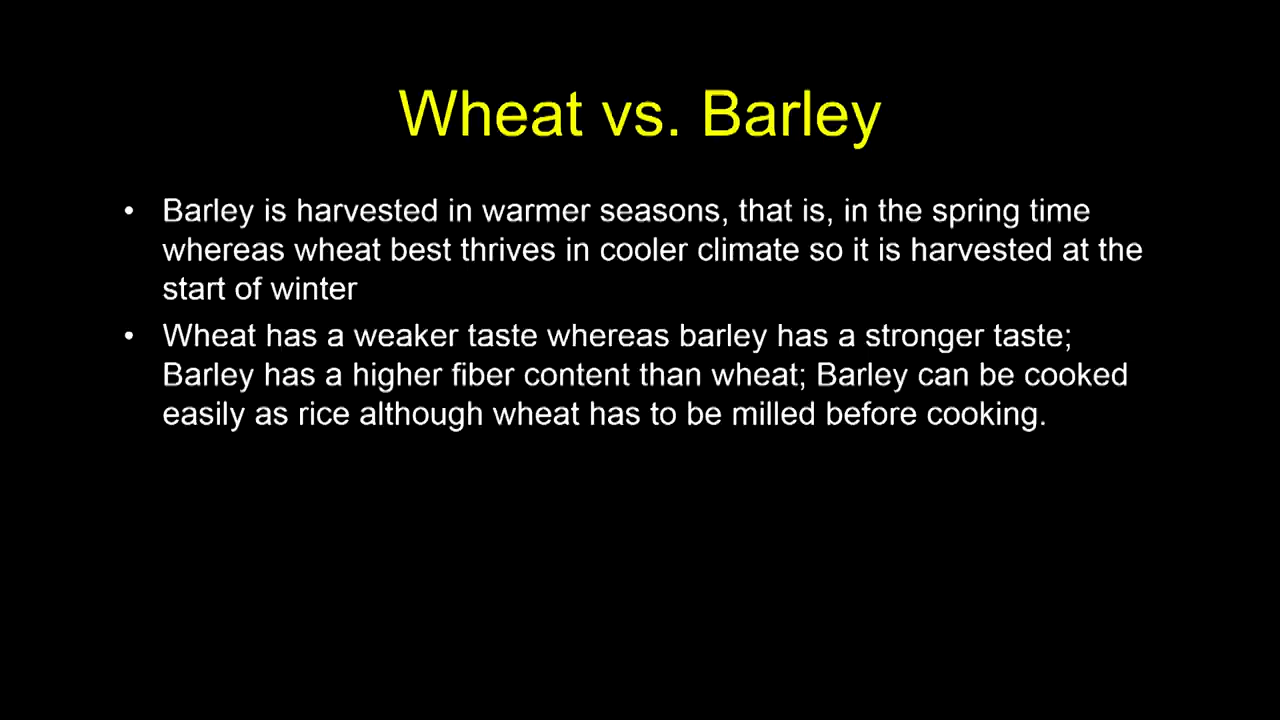 Wheat vs. Barley
• Barley is harvested in warmer seasons, that is, in the spring time
whereas wheat best thrives in cooler climate so it is harvested at the
start of winter
• Wheat has a weaker taste whereas barley has a stronger taste;
Barley has a higher fiber content than wheat; Barley can be cooked
easily as rice although wheat has to be milled before cooking.